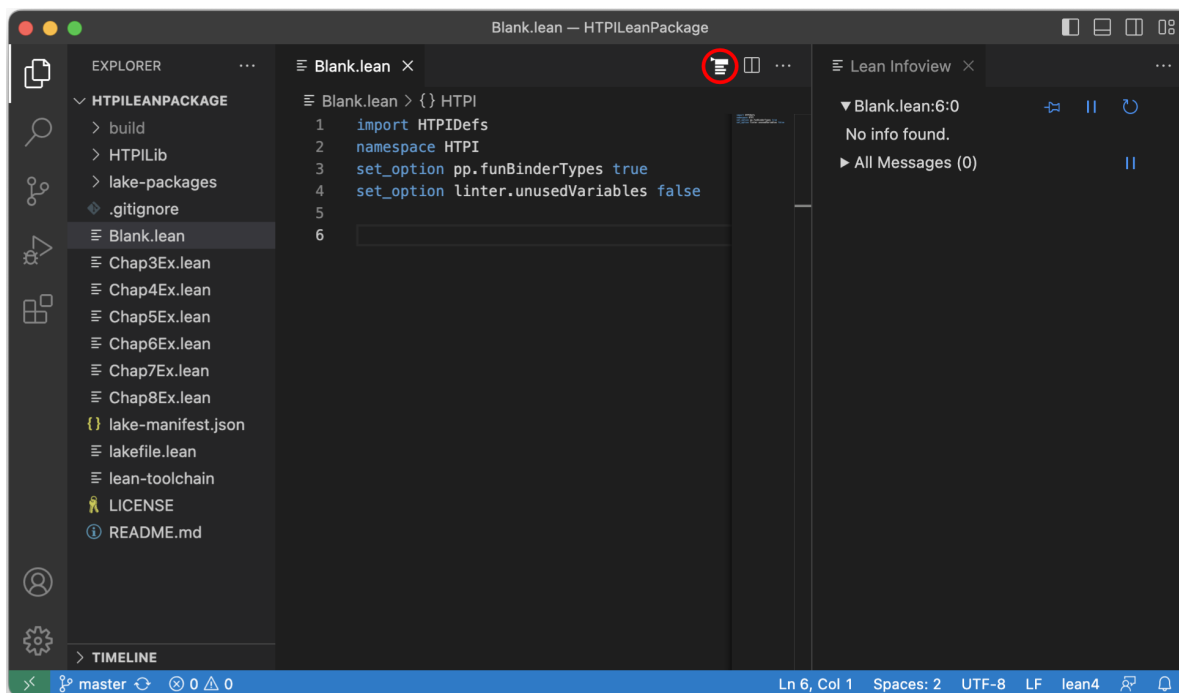 Blank.lean — HTPILeanPackage
EXPLORER
HTPILEANPACKAGE
build
HTPILib
lake-packages
.gitignore
Blank.lean
Chap3Ex.lean
Chap4Ex.lean
Chap5Ex.lean
Chap6Ex.lean
Chap7Ex.lean
Chap8Ex.lean
{} lake-manifest.json
lakefile.lean
lean-toolchain
LICENSE
README.md
TIMELINE
Blank.lean
Blank.lean > {} HTPI
1 import HTPIDefs
2 namespace HTPI
3 set_option pp.funBinderTypes true
4 set_option linter.unusedVariables false
5
6
Lean Infoview
Blank.lean:6:0
No info found.
All Messages (0)
master 0 0 Ln 6, Col 1 Spaces: 2 UTF-8 LF lean4